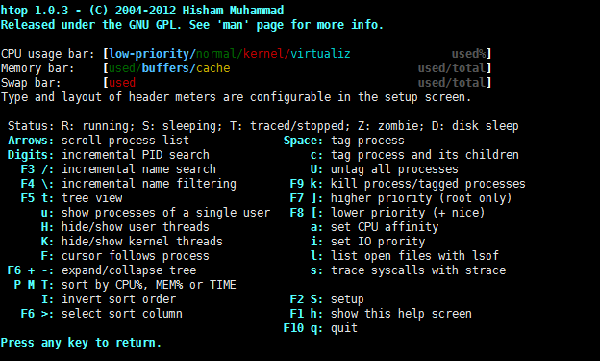 htop 1.0.3 - (C) 2004-2012 Hisham Muhammad
Released under the GNU GPL. See 'man' page for more info.
CPU usage bar: [low-priority/normal/kernel/virtualiz used%]
Memory bar: [used/buffers/cache used/total]
Swap bar: [used used/total]
Type and layout of header meters are configurable in the setup screen.
Status: R: running; S: sleeping; T: traced/stopped; Z: zombie; D: disk sleep
Arrows: scroll process list Space: tag process
Digits: incremental PID search c: tag process and its children
F3 /: incremental name search U: untag all processes
F4 \: incremental name filtering F9 k: kill process/tagged processes
F5 t: tree view F7 ]: higher priority (root only)
u: show processes of a single user F8 [: lower priority (+ nice)
H: hide/show user threads a: set CPU affinity
K: hide/show kernel threads i: set IO prority
F: cursor follows process l: list open files with lsof
F6 + -: expand/collapse tree s: trace syscalls with strace
P M T: sort by CPU%, MEM% or TIME
I: invert sort order F2 S: setup
F6 >: select sort column F1 h: show this help screen
F10 q: quit
Press any key to return.